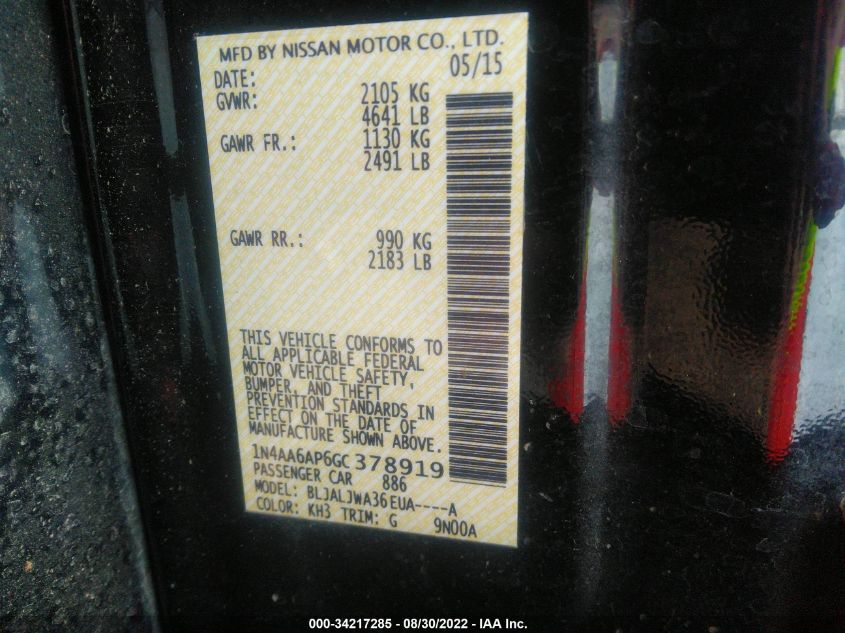 MFD BY NISSAN MOTOR CO., LTD.
DATE: 05/15
GVWR: 2105 KG
4641 LB
GAWR FR.: 1130 KG
2491 LB
GAWR RR.: 990 KG
2183 LB
THIS VEHICLE CONFORMS TO
ALL APPLICABLE FEDERAL
MOTOR VEHICLE SAFETY,
BUMPER, AND THEFT
PREVENTION STANDARDS IN
EFFECT ON THE DATE OF
MANUFACTURE SHOWN ABOVE.
1N4AA6AP6GC378919
PASSENGER CAR 886
MODEL: BLJALJWA36EUA----A
COLOR: KH3 TRIM: G 9N00A
000-34217285 - 08/30/2022 - IAA Inc.